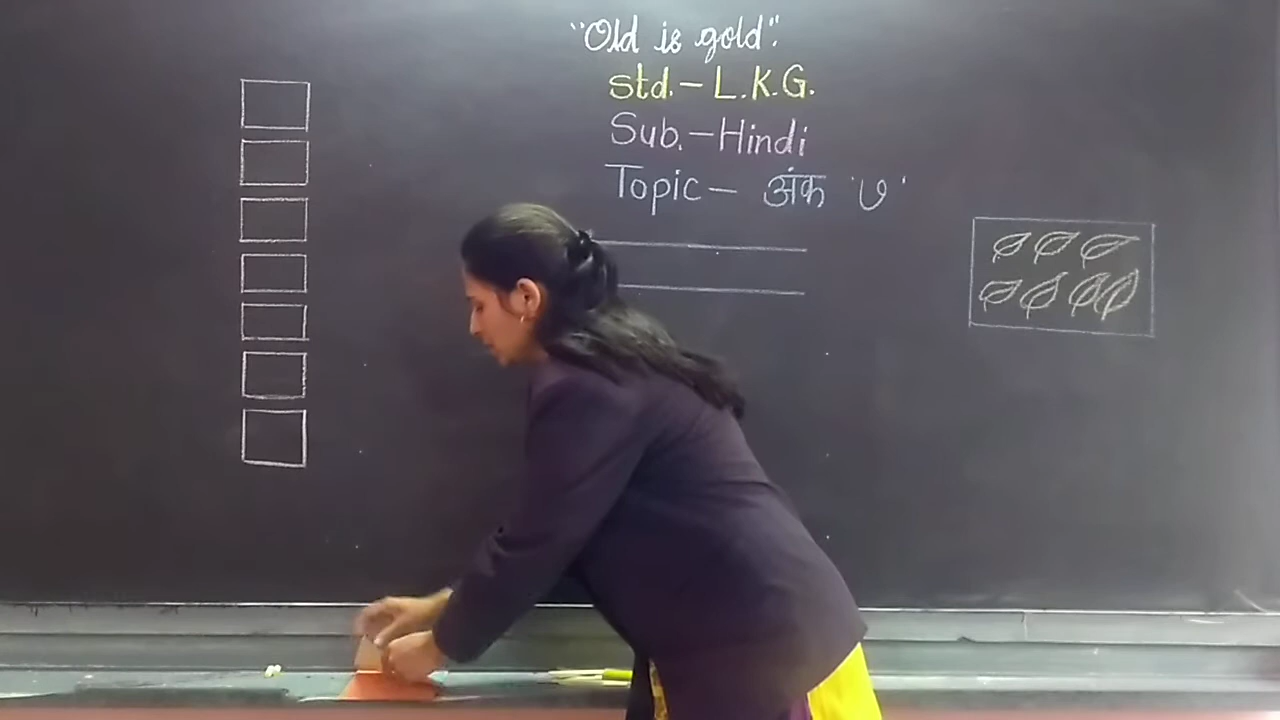 “Old is gold”.
Std.– L.K.G.
Sub.–Hindi
Topic– अंक '७'